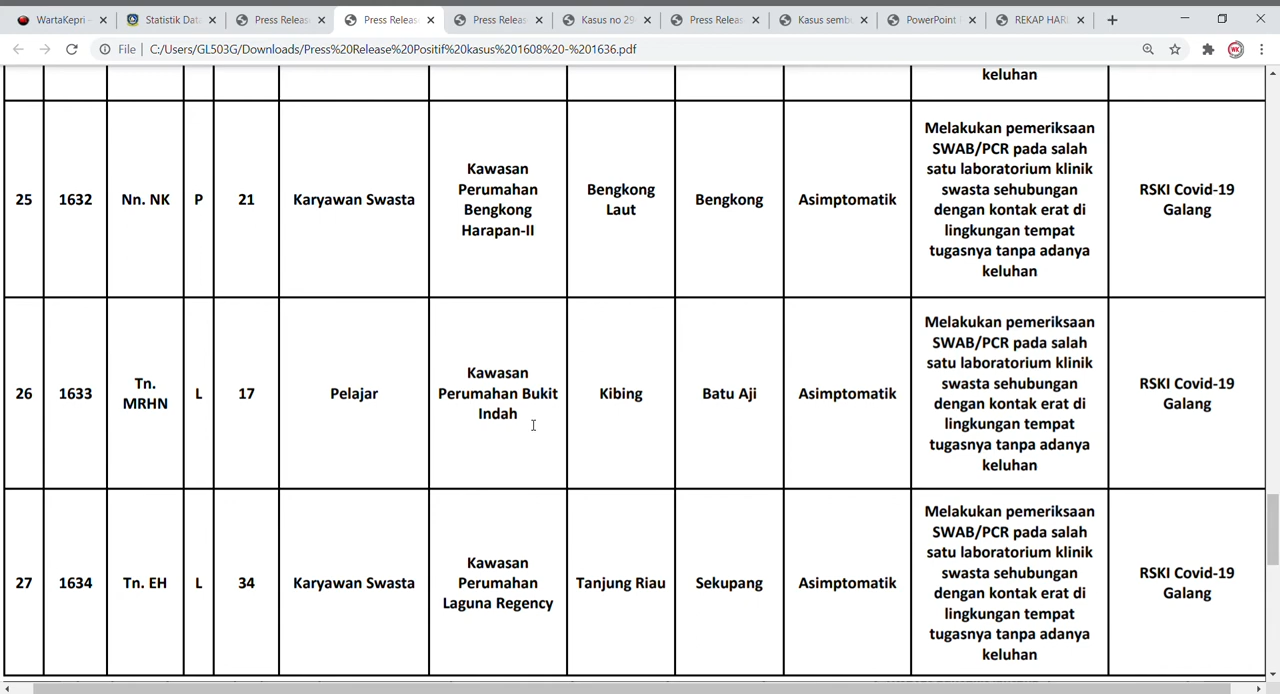 WartaKepri -
Statistik Data
Press Releas
Press Releas
Press Releas
Kasus no 29
Press Releas
Kasus semb
PowerPoint
REKAP HAR
File
C:/Users/GL503G/Downloads/Press%20Release%20Positif%20kasus%201608%20-%201636.pdf
WK
keluhan
25
1632
Nn. NK
P
21
Karyawan Swasta
Kawasan
Perumahan
Bengkong
Harapan-II
Bengkong
Laut
Bengkong
Asimptomatik
Melakukan pemeriksaan
SWAB/PCR pada salah
satu laboratorium klinik
swasta sehubungan
dengan kontak erat di
lingkungan tempat
tugasnya tanpa adanya
keluhan
RSKI Covid-19
Galang
26
1633
Tn.
MRHN
L
17
Pelajar
Kawasan
Perumahan Bukit
Indah
Kibing
Batu Aji
Asimptomatik
Melakukan pemeriksaan
SWAB/PCR pada salah
satu laboratorium klinik
swasta sehubungan
dengan kontak erat di
lingkungan tempat
tugasnya tanpa adanya
keluhan
RSKI Covid-19
Galang
27
1634
Tn. EH
L
34
Karyawan Swasta
Kawasan
Perumahan
Laguna Regency
Tanjung Riau
Sekupang
Asimptomatik
Melakukan pemeriksaan
SWAB/PCR pada salah
satu laboratorium klinik
swasta sehubungan
dengan kontak erat di
lingkungan tempat
tugasnya tanpa adanya
keluhan
RSKI Covid-19
Galang